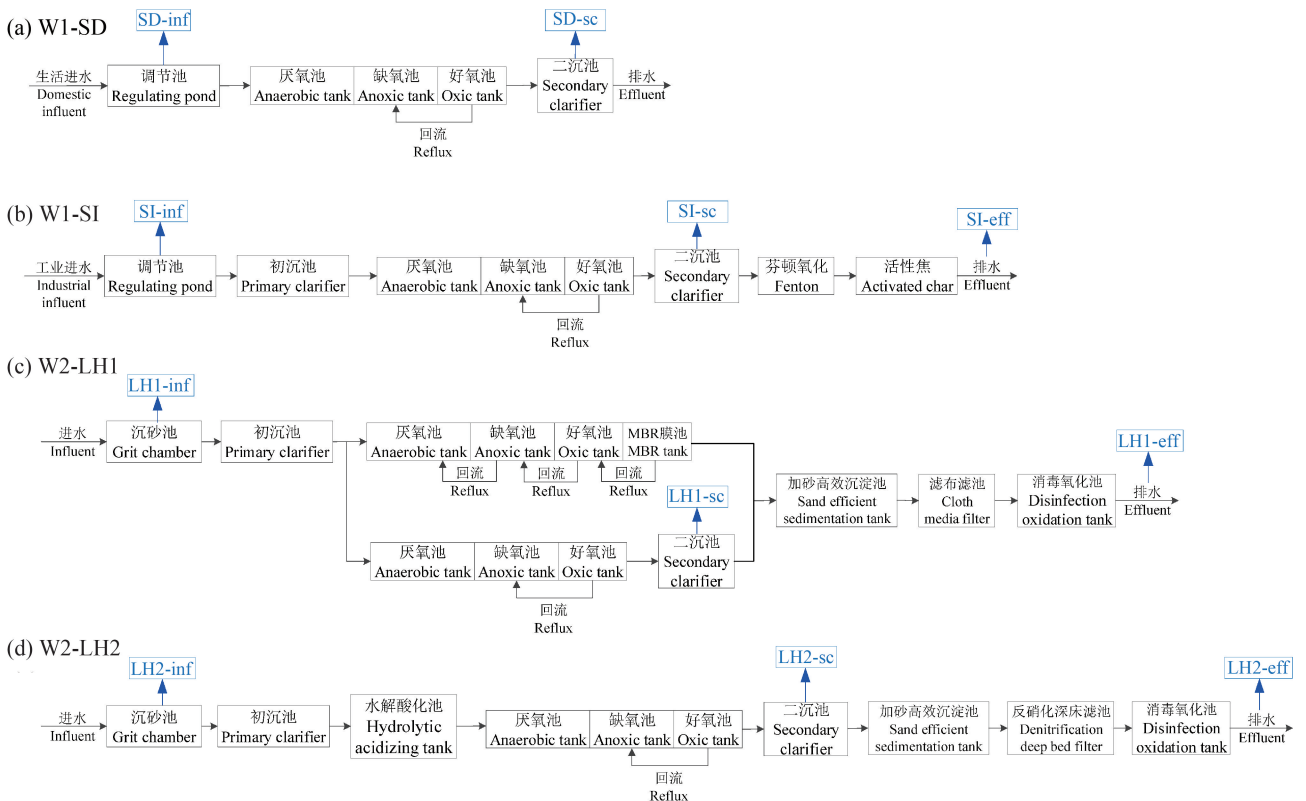 (a) W1-SD
SD-inf
SD-sc
生活进水
Domestic
influent
调节池
Regulating pond
厌氧池
Anaerobic tank
缺氧池
Anoxic tank
好氧池
Oxic tank
回流
Reflux
二沉池
Secondary
clarifier
排水
Effluent
(b) W1-SI
SI-inf
SI-sc
SI-eff
工业进水
Industrial
influent
调节池
Regulating pond
初沉池
Primary clarifier
厌氧池
Anaerobic tank
缺氧池
Anoxic tank
好氧池
Oxic tank
回流
Reflux
二沉池
Secondary
clarifier
芬顿氧化
Fenton
活性焦
Activated char
排水
Effluent
(c) W2-LH1
LH1-inf
进水
Influent
沉砂池
Grit chamber
初沉池
Primary clarifier
厌氧池
Anaerobic tank
缺氧池
Anoxic tank
好氧池
Oxic tank
MBR膜池
MBR tank
回流
Reflux
回流
Reflux
回流
Reflux
LH1-sc
厌氧池
Anaerobic tank
缺氧池
Anoxic tank
好氧池
Oxic tank
回流
Reflux
二沉池
Secondary
clarifier
加砂高效沉淀池
Sand efficient
sedimentation tank
滤布滤池
Cloth
media filter
消毒氧化池
Disinfection
oxidation tank
LH1-eff
排水
Effluent
(d) W2-LH2
LH2-inf
LH2-sc
LH2-eff
进水
Influent
沉砂池
Grit chamber
初沉池
Primary clarifier
水解酸化池
Hydrolytic
acidizing tank
厌氧池
Anaerobic tank
缺氧池
Anoxic tank
好氧池
Oxic tank
回流
Reflux
二沉池
Secondary
clarifier
加砂高效沉淀池
Sand efficient
sedimentation tank
反硝化深床滤池
Denitrification
deep bed filter
消毒氧化池
Disinfection
oxidation tank
排水
Effluent